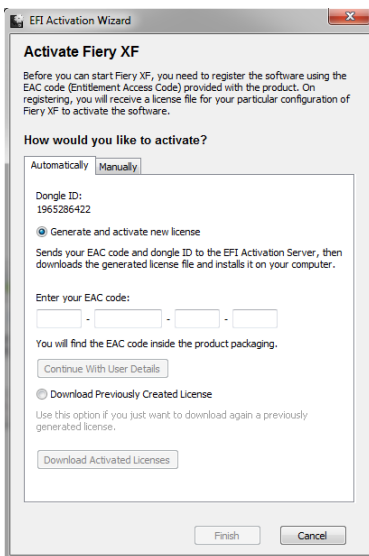 EFI Activation Wizard
Activate Fiery XF
Before you can start Fiery XF, you need to register the software using the
EAC code (Entitlement Access Code) provided with the product. On
registering, you will receive a license file for your particular configuration of
Fiery XF to activate the software.
How would you like to activate?
Automatically Manually
Dongle ID:
1965286422
Generate and activate new license
Sends your EAC code and dongle ID to the EFI Activation Server, then
downloads the generated license file and installs it on your computer.
Enter your EAC code:
- - -
You will find the EAC code inside the product packaging.
Continue With User Details
Download Previously Created License
Use this option if you just want to download again a previously
generated license.
Download Activated Licenses
Finish Cancel